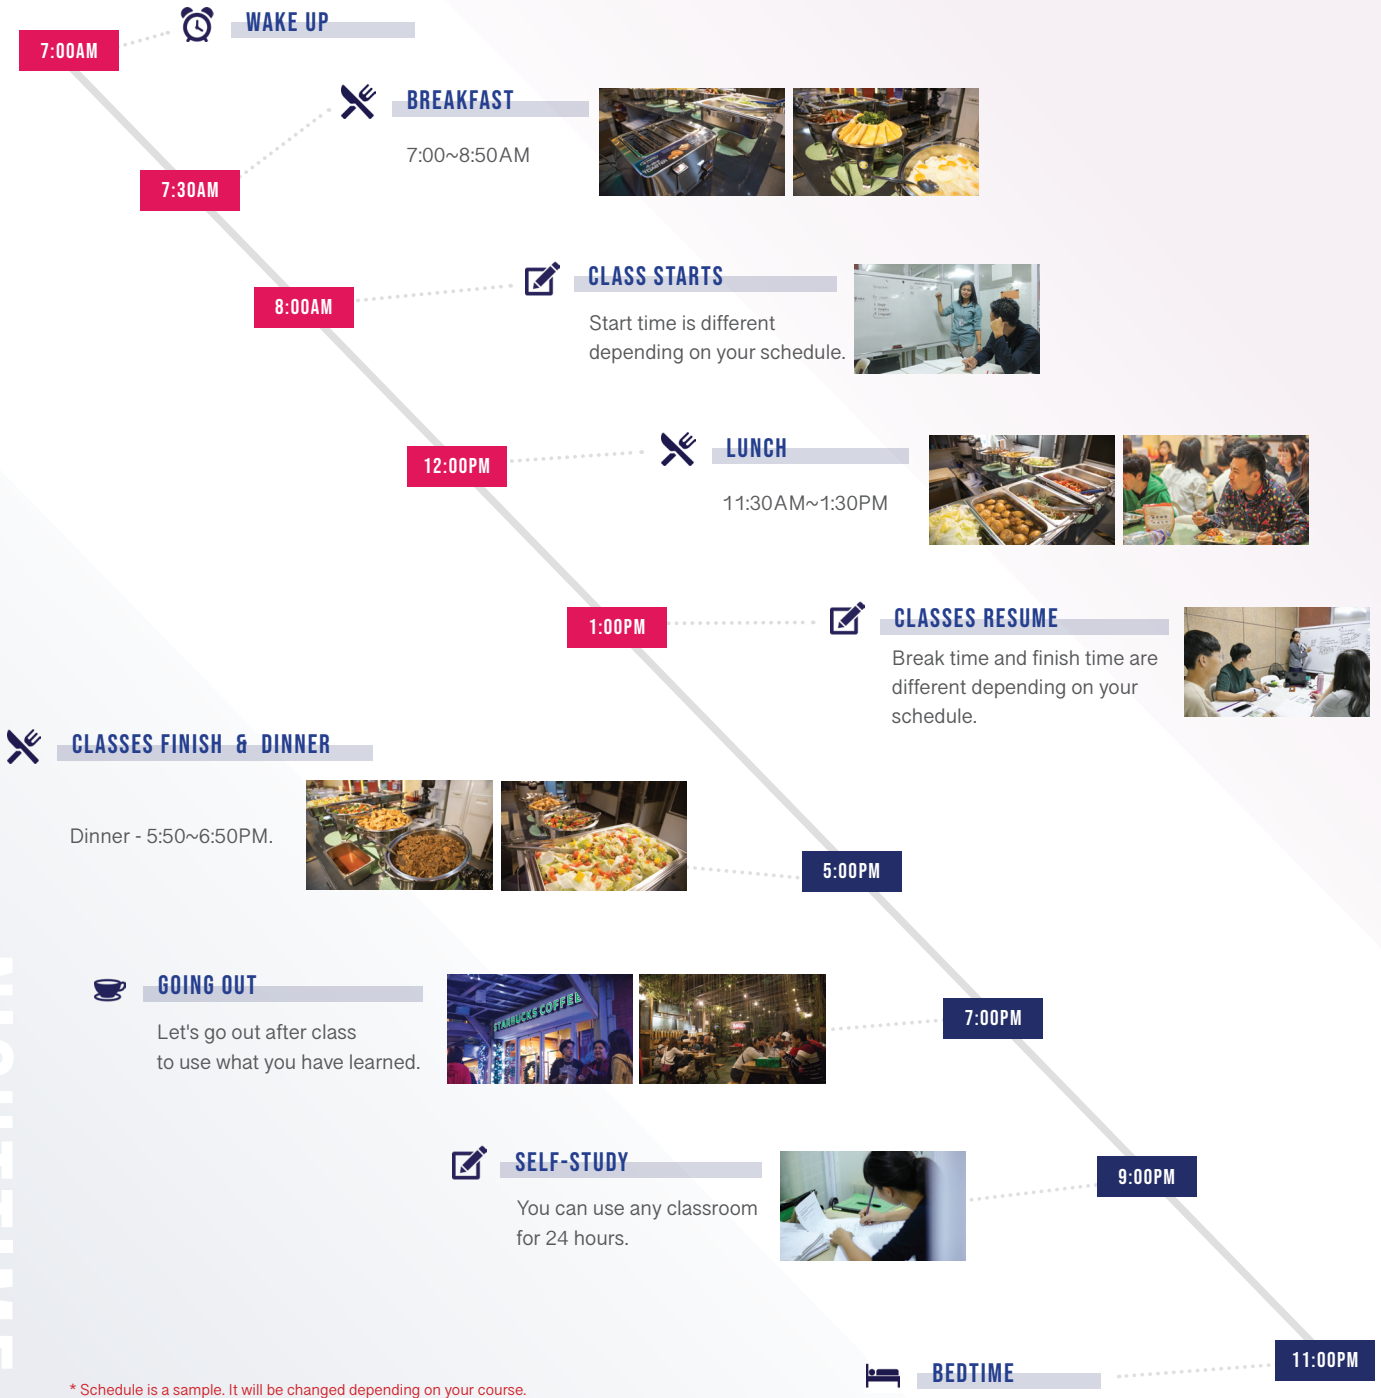 WAKE UP
7:00AM
BREAKFAST
7:00~8:50AM
7:30AM
CLASS STARTS
8:00AM
Start time is different
depending on your schedule.
LUNCH
12:00PM
11:30AM~1:30PM
CLASSES RESUME
1:00PM
Break time and finish time are
different depending on your
schedule.
CLASSES FINISH & DINNER
Dinner - 5:50~6:50PM.
5:00PM
GOING OUT
Let's go out after class
to use what you have learned.
STARBUCKS COFFEE
7:00PM
SELF-STUDY
9:00PM
You can use any classroom
for 24 hours.
11:00PM
BEDTIME
* Schedule is a sample. It will be changed depending on your course.